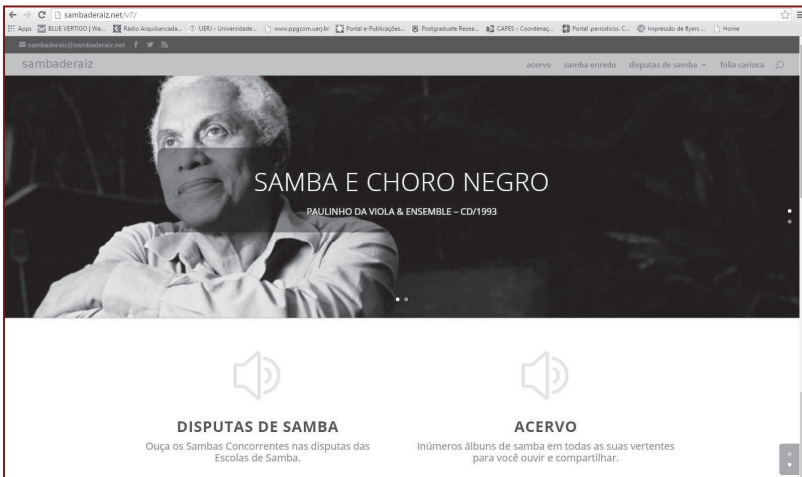 sambaderaiz.net/v7/
Apps BLUE VERTIGO | We... Rádio Arquibancada... UERJ - Universidade... www.ppgcom.uerj.br Portal e-Publicações... Postgraduate Resea... CAPES - Coordenaç... Portal .periodicos. C... Impressão de flyers ... Home
sambaderaiz@sambaderaiz.net
sambaderaiz acervo samba enredo disputas de samba folia carioca
SAMBA E CHORO NEGRO
PAULINHO DA VIOLA & ENSEMBLE – CD/1993
DISPUTAS DE SAMBA
Ouça os Sambas Concorrentes nas disputas das
Escolas de Samba.
ACERVO
Inúmeros álbuns de samba em todas as suas vertentes
para você ouvir e compartilhar.